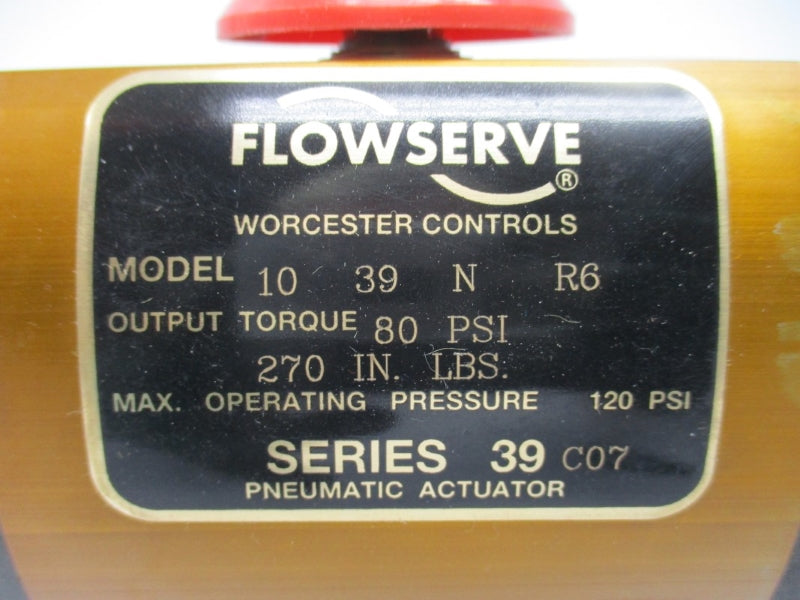 FLOWSERVE
®
WORCESTER CONTROLS
MODEL 10 39 N R6
OUTPUT TORQUE 80 PSI
270 IN. LBS.
MAX. OPERATING PRESSURE 120 PSI
SERIES 39 C07
PNEUMATIC ACTUATOR